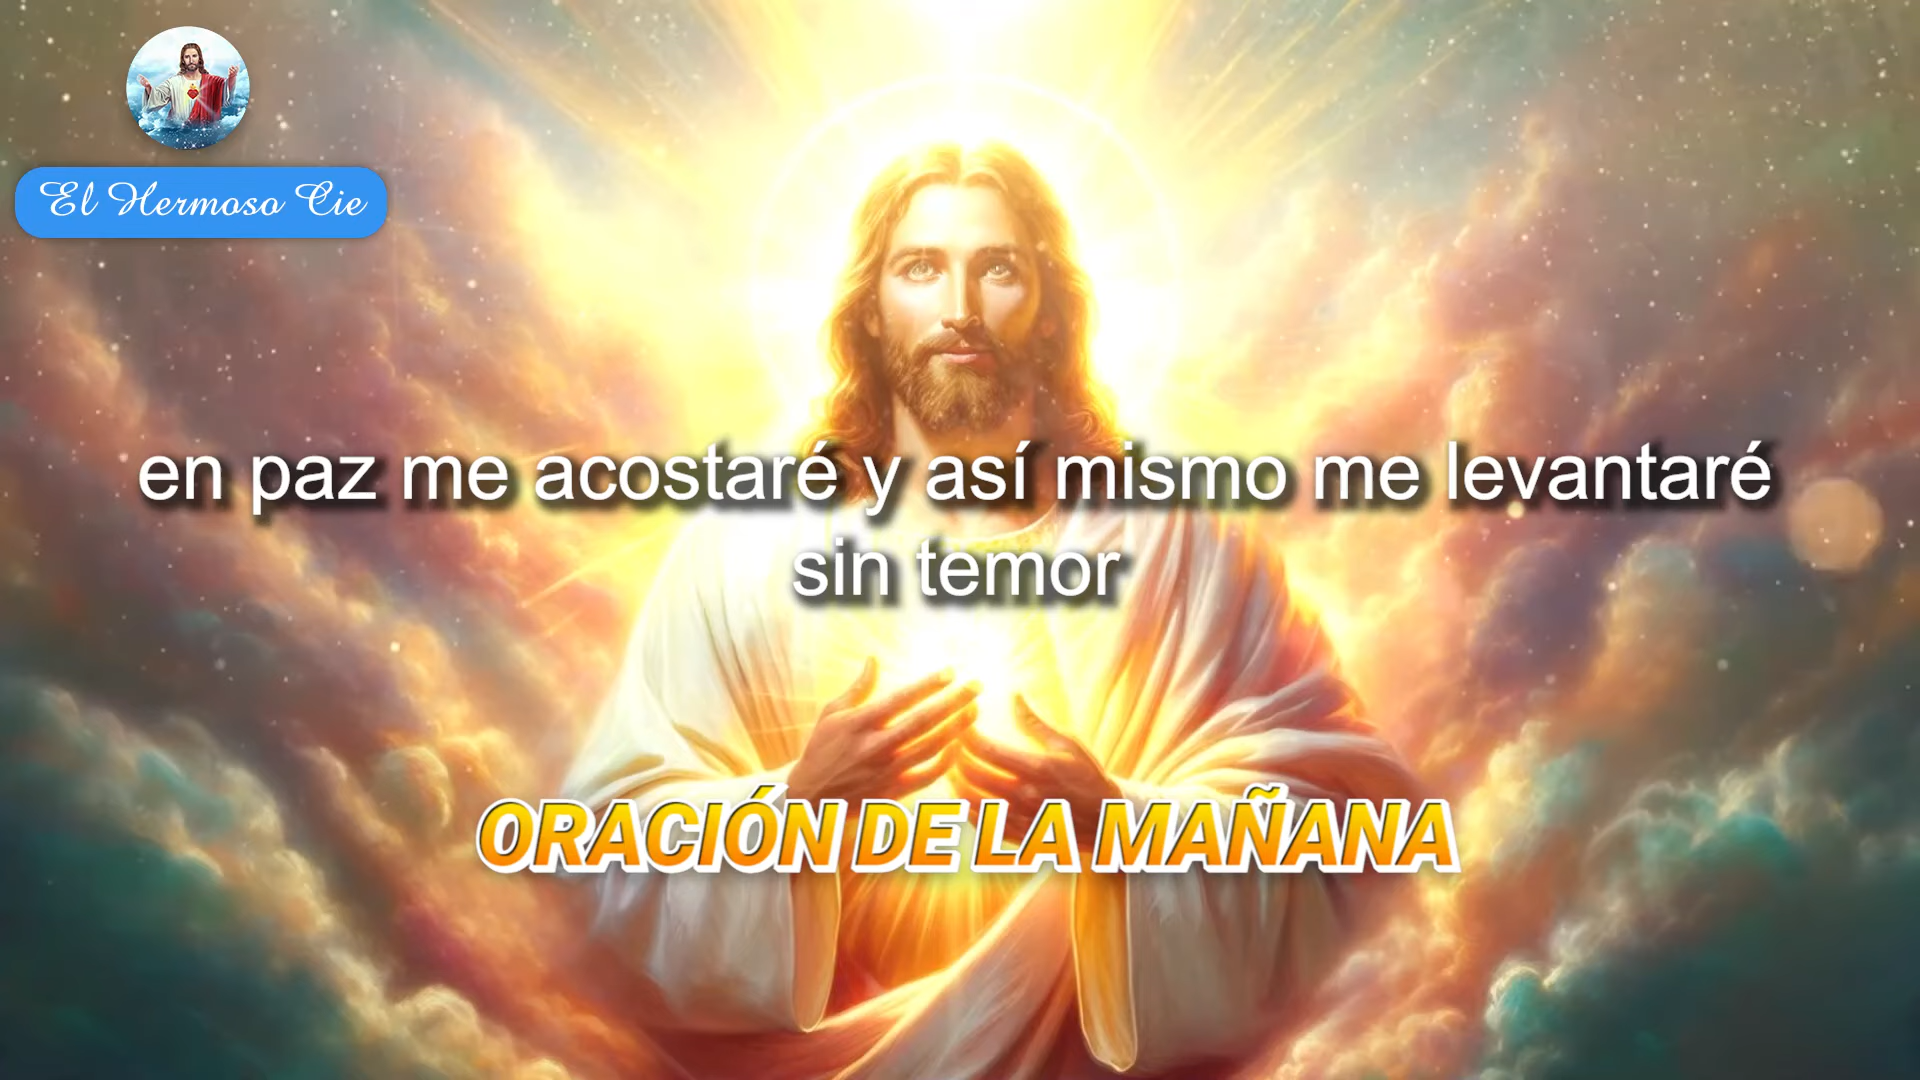 El Hermoso Cie
en paz me acostaré y así mismo me levantaré
sin temor
ORACIÓN DE LA MAÑANA